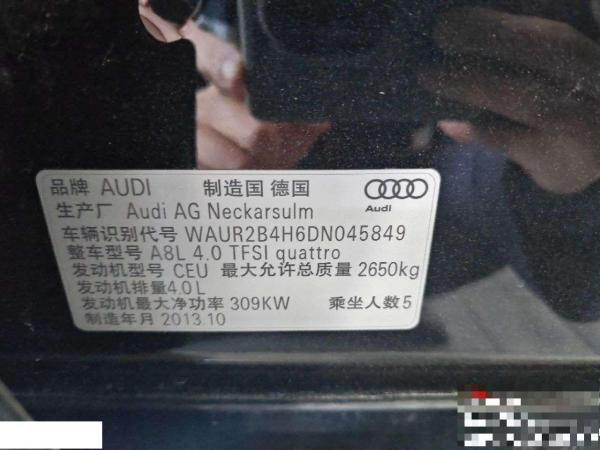 品牌 AUDI 制造国 德国
生产厂 Audi AG Neckarsulm
Audi
车辆识别代号 WAUR2B4H6DN045849
整车型号 A8L 4.0 TFSI quattro
发动机型号 CEU 最大允许总质量 2650kg
发动机排量4.0L
发动机最大净功率 309KW 乘坐人数5
制造年月 2013.10